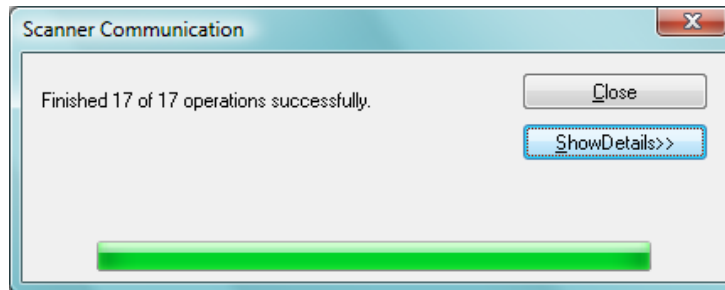 Scanner Communication
Finished 17 of 17 operations successfully.
Close
ShowDetails>>